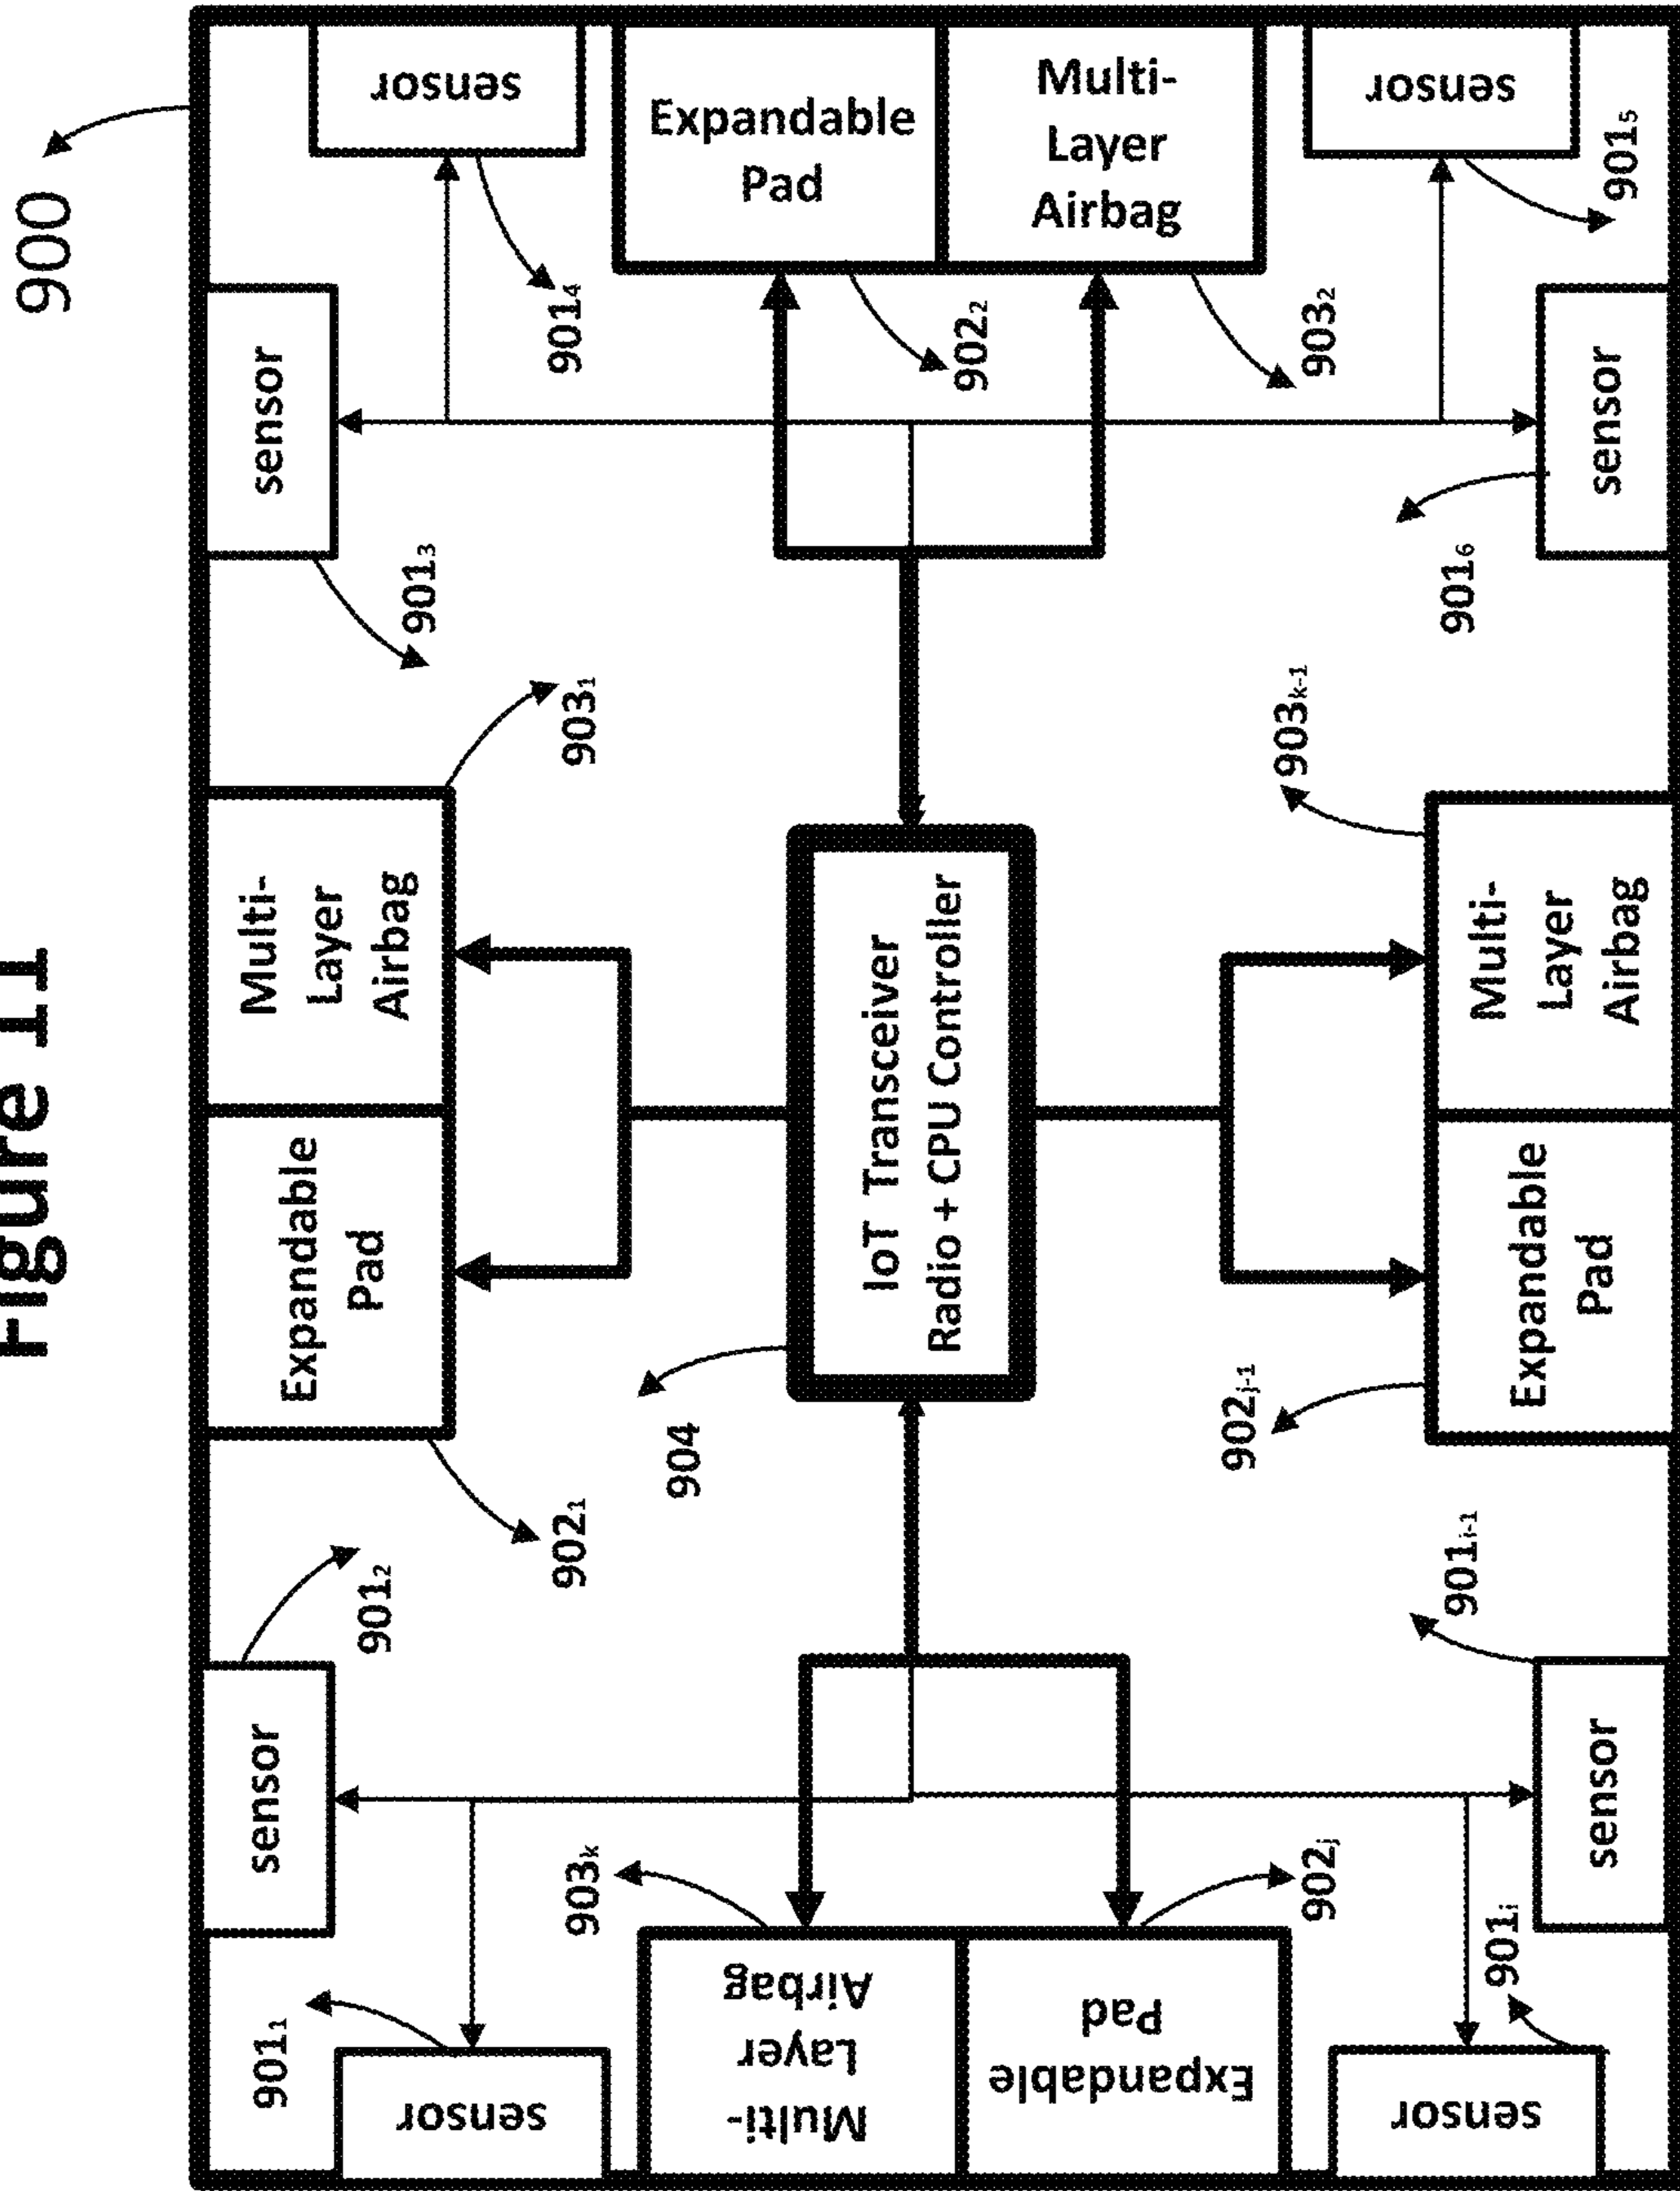 Figure 11
900
901₁
sensor
901₂
Expandable
Pad
902₁
Multi-
Layer
Airbag
903₁
sensor
901₃
sensor
901₄
sensor
Multi-
Layer
Airbag
903ₖ
Expandable
Pad
902ⱼ
904
IoT Transceiver
Radio + CPU Controller
Expandable
Pad
902₂
Multi-
Layer
Airbag
903₂
sensor
901ᵢ
sensor
901ᵢ₋₁
Expandable
Pad
902ⱼ₋₁
Multi-
Layer
Airbag
903ₖ₋₁
sensor
901₆
sensor
901₅